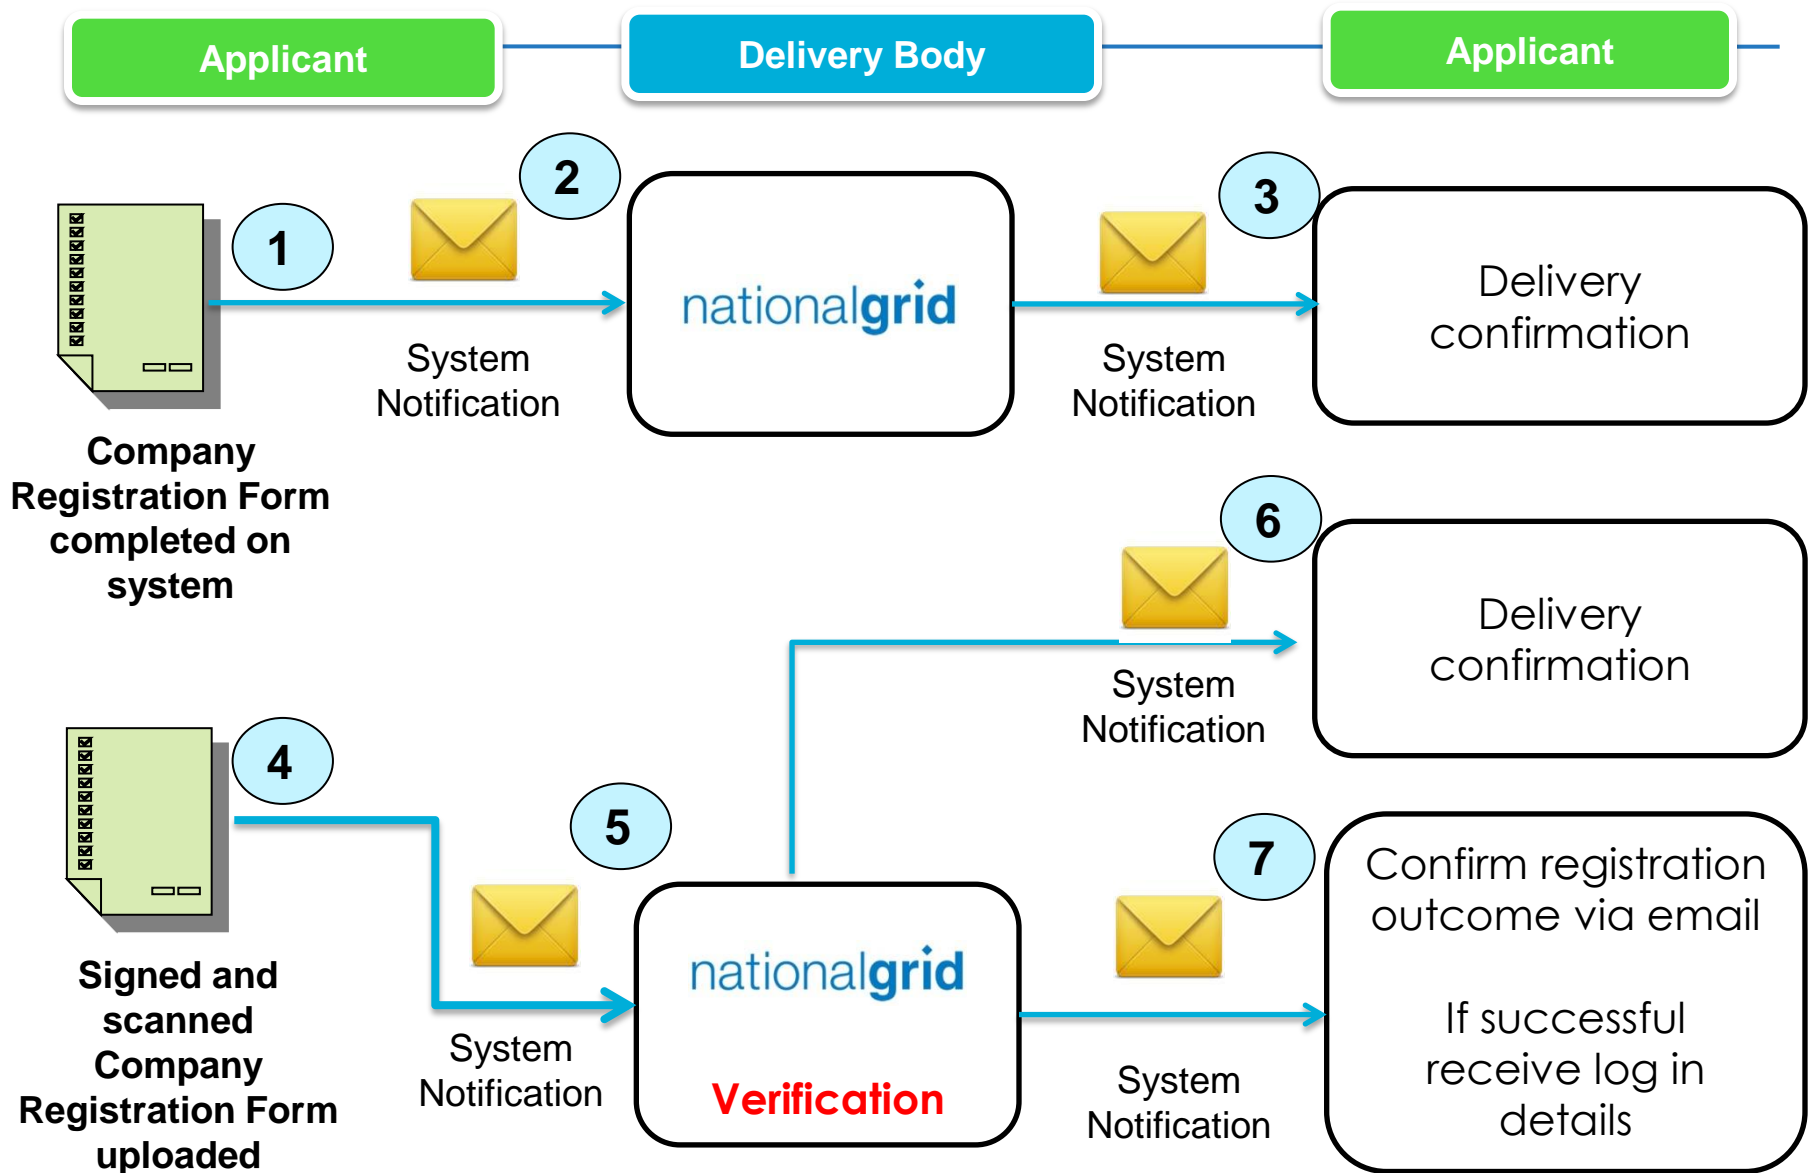 Applicant
Delivery Body
Applicant
1
2
3
nationalgrid
Delivery
confirmation
System
Notification
System
Notification
Company
Registration Form
completed on
system
6
Delivery
confirmation
System
Notification
4
5
7
Signed and
scanned
Company
Registration Form
uploaded
System
Notification
nationalgrid
Verification
System
Notification
Confirm registration
outcome via email
If successful
receive log in
details